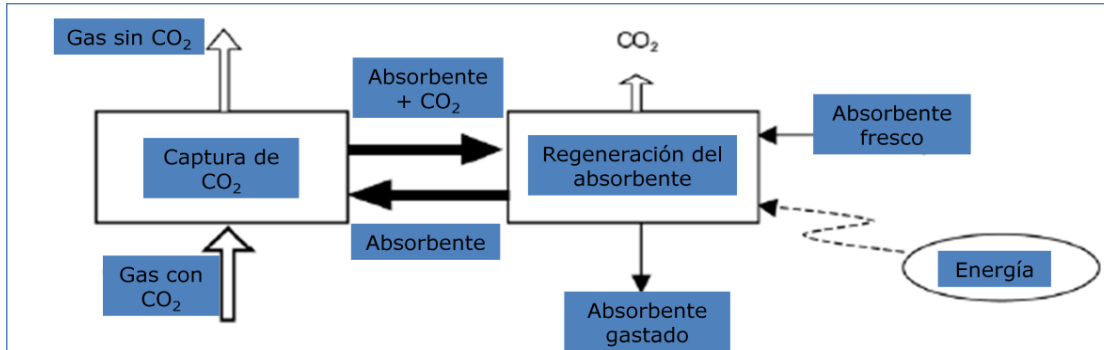 Gas sin CO₂
CO₂
Absorbente
+ CO₂
Absorbente
fresco
Captura de
CO₂
Regeneración del
absorbente
Absorbente
Gas con
CO₂
Energía
Absorbente
gastado